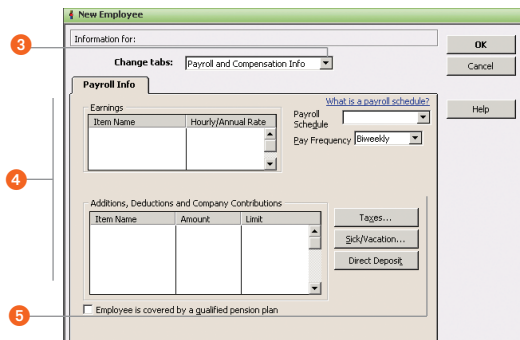 New Employee
Information for:
3
Change tabs: Payroll and Compensation Info
OK
Cancel
Help
Payroll Info
What is a payroll schedule?
Earnings
Item Name Hourly/Annual Rate
Payroll Schedule
Pay Frequency Biweekly
4
Additions, Deductions and Company Contributions
Item Name Amount Limit
Taxes...
Sick/Vacation...
Direct Deposit
5
Employee is covered by a qualified pension plan